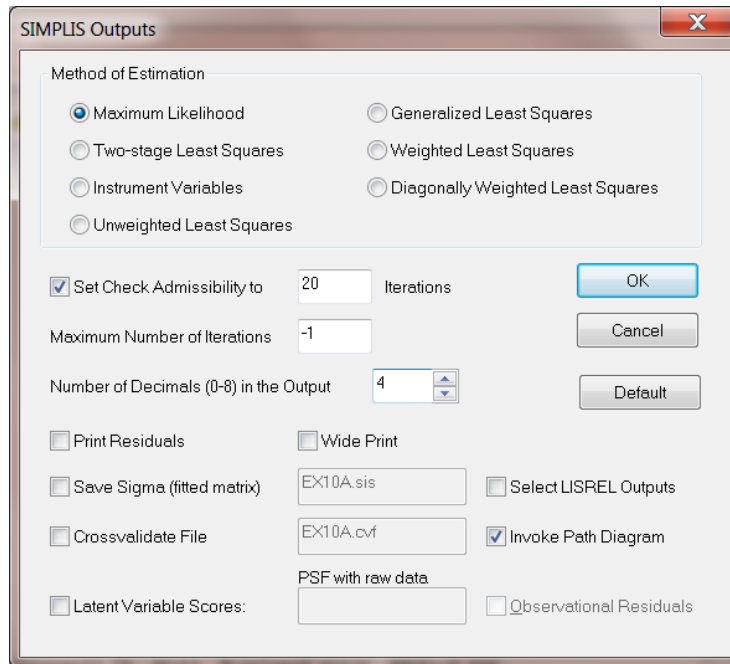 SIMPLIS Outputs
X
Method of Estimation
Maximum Likelihood
Generalized Least Squares
Two-stage Least Squares
Weighted Least Squares
Instrument Variables
Diagonally Weighted Least Squares
Unweighted Least Squares
Set Check Admissibility to 20 Iterations
OK
Maximum Number of Iterations -1
Cancel
Number of Decimals (0-8) in the Output 4
Default
Print Residuals
Wide Print
Save Sigma (fitted matrix) EX10A.sis
Select LISREL Outputs
Crossvalidate File EX10A.cvf
Invoke Path Diagram
PSF with raw data
Latent Variable Scores:
Observational Residuals